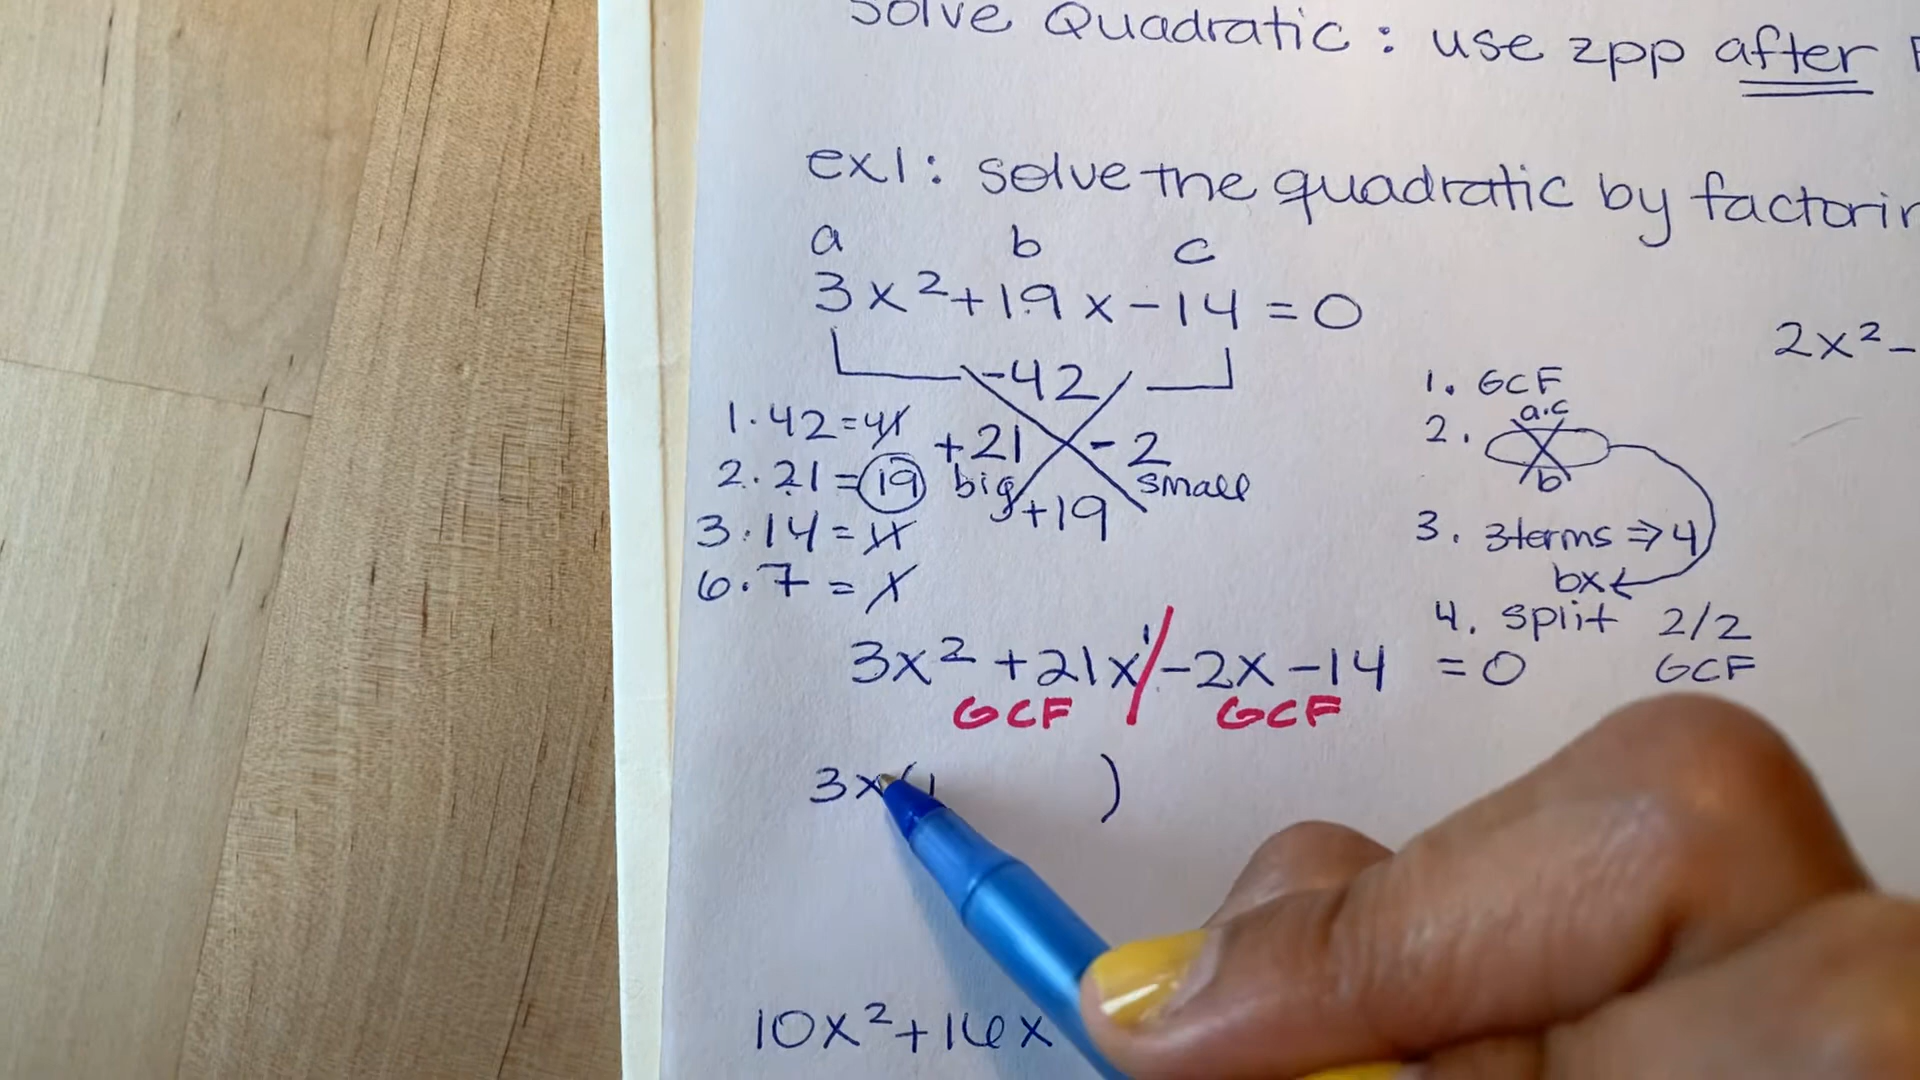 Solve Quadratic: use zpp after
ex1: solve the quadratic by factorin
a b c
3x²+19x-14=0
2x²-
-42
1·42=41
+21 -2
2·21=19
big small
+19
3·14=11
6·7=1
1. GCF
2. a·c
b
3. 3terms ⇒ 4
bx
4. split 2/2
GCF
3x² +21x -2x -14 = 0
GCF GCF
3x( )
10x²+16x